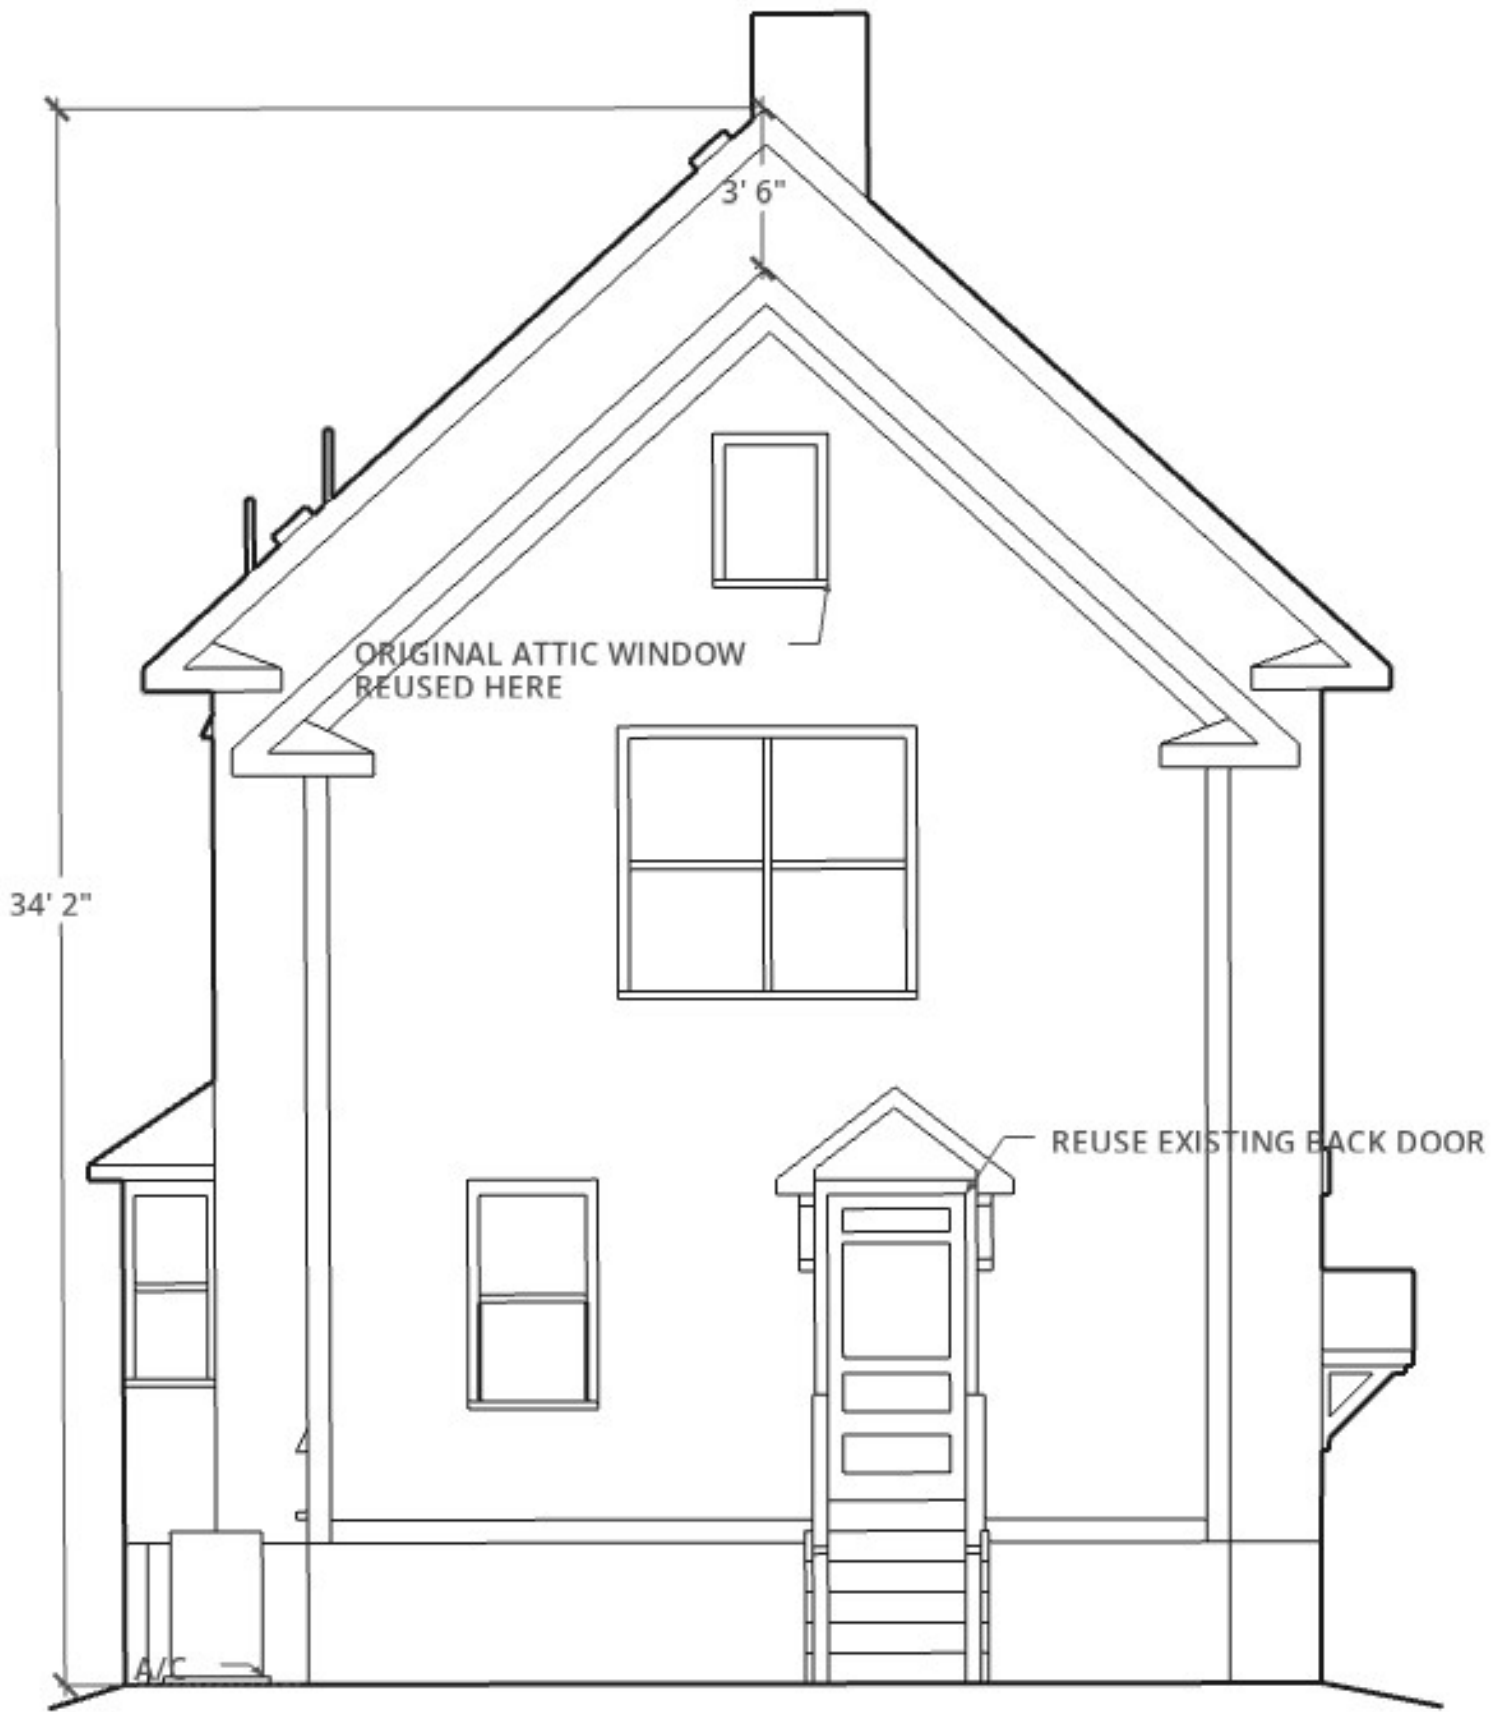 3' 6"
ORIGINAL ATTIC WINDOW
REUSED HERE
34' 2"
REUSE EXISTING BACK DOOR
A/C